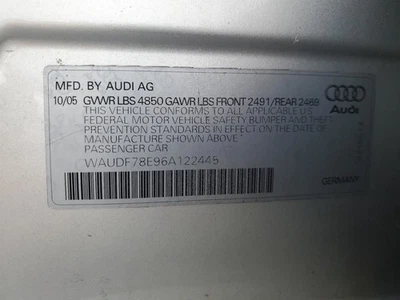 MFD. BY AUDI AG
10/05 GVWR LBS 4850 GAWR LBS FRONT 2491/REAR 2469
THIS VEHICLE CONFORMS TO ALL APPLICABLE U.S.
FEDERAL MOTOR VEHICLE SAFETY BUMPER AND
THEFT PREVENTION STANDARDS IN EFFECT ON THE
DATE OF MANUFACTURE SHOWN ABOVE
PASSENGER CAR
WAUDF78E96A122445
Audi
GERMANY